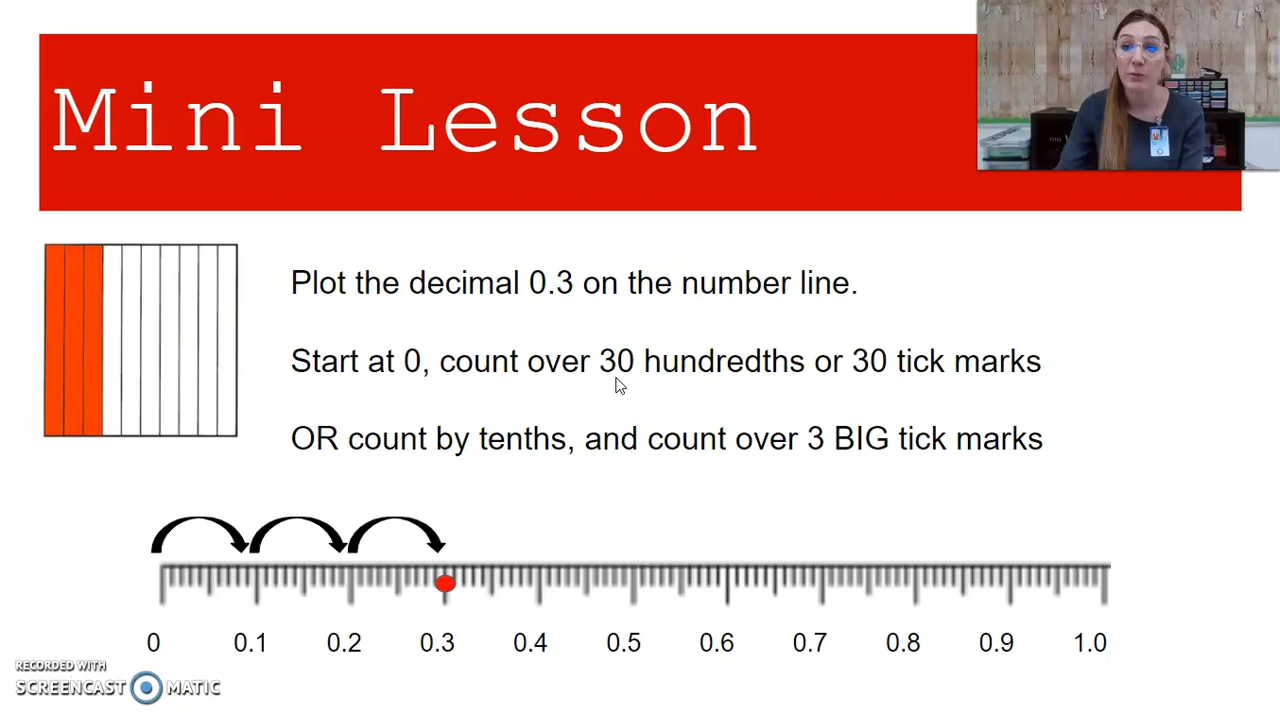 Mini Lesson
Plot the decimal 0.3 on the number line.
Start at 0, count over 30 hundredths or 30 tick marks
OR count by tenths, and count over 3 BIG tick marks
0 0.1 0.2 0.3 0.4 0.5 0.6 0.7 0.8 0.9 1.0
RECORDED WITH
SCREENCAST MATIC